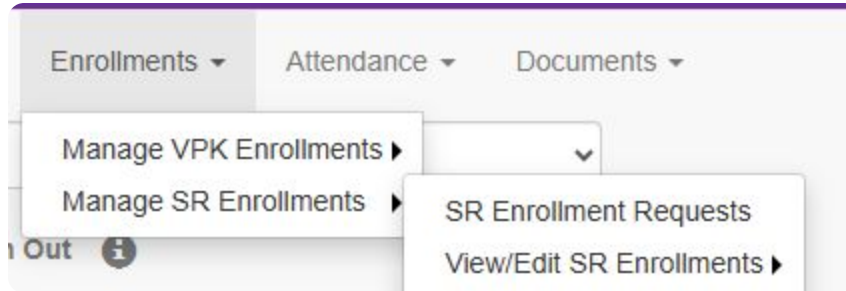 Enrollments Attendance Documents
Manage VPK Enrollments
Manage SR Enrollments
SR Enrollment Requests
Out
View/Edit SR Enrollments